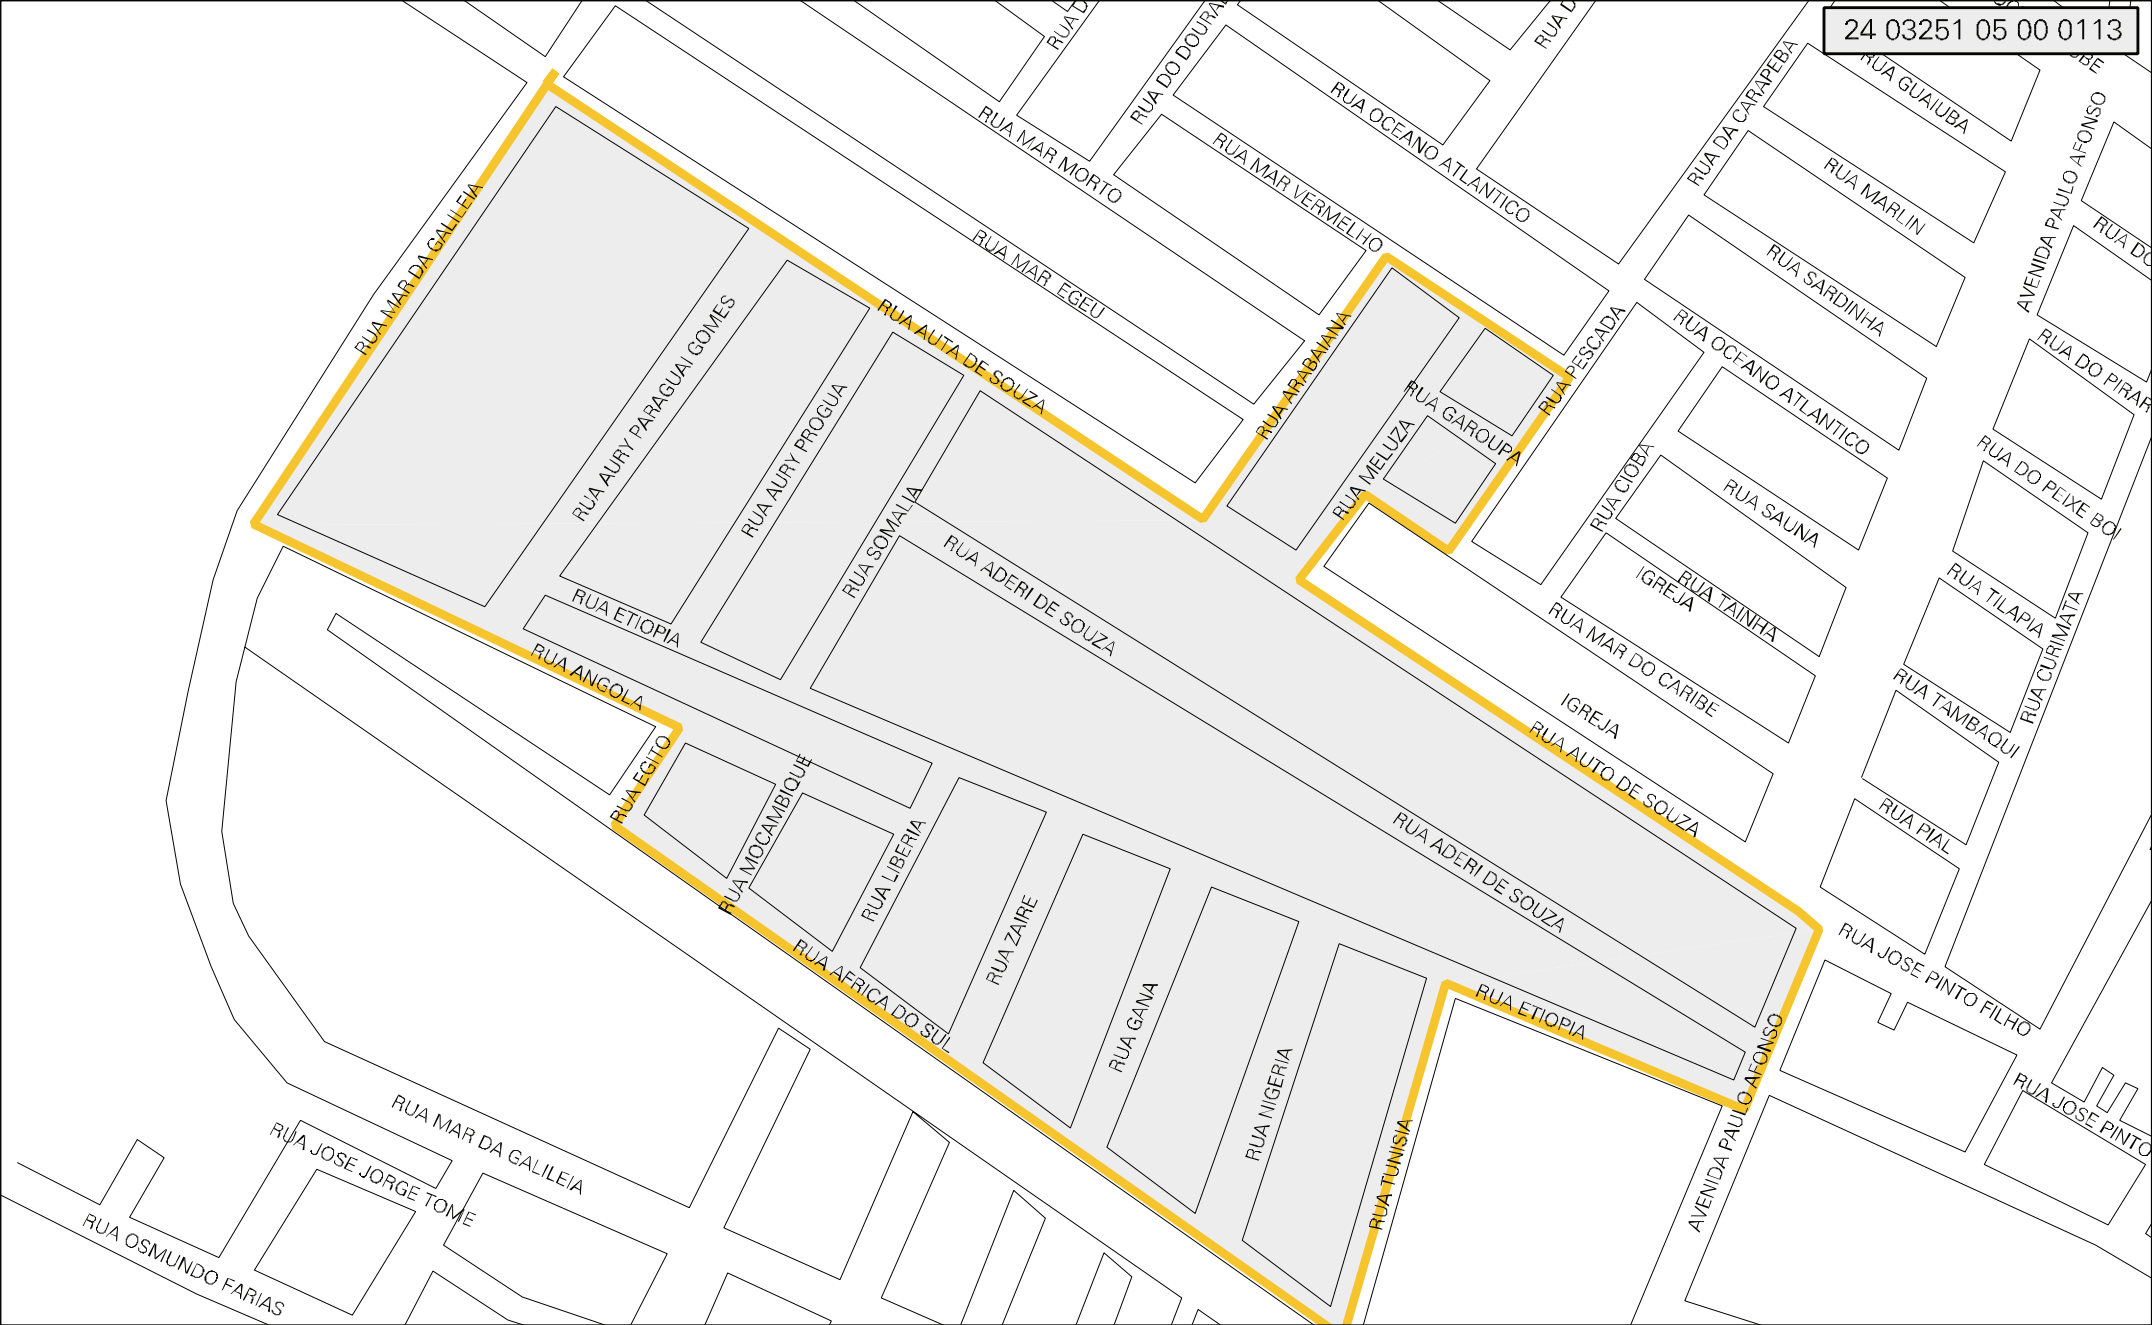 24 03251 05 00 0113
RUA DO DOURAD
RUA DA CARAPEBA
RUA GUAIUBA
RUA MAR MORTO
RUA OCEANO ATLANTICO
RUA MAR VERMELHO
RUA MARLIN
AVENIDA PAULO AFONSO
RUA MAR DA GALILEIA
RUA MAR EGEU
RUA SARDINHA
RUA DO
RUA AURY PARAGUAI GOMES
RUA AUTA DE SOUZA
RUA ARABAIANA
RUA PESCADA
RUA OCEANO ATLANTICO
RUA DO PIRAR
RUA AURY PROGUA
RUA GAROUPA
RUA MELUZA
RUA CIOBA
RUA SAUNA
RUA DO PEIXE BOI
RUA SOMALIA
RUA ADERI DE SOUZA
IGREJA
RUA TAINHA
RUA TILAPIA
RUA ETIOPIA
RUA MAR DO CARIBE
RUA CURIMATA
RUA ANGOLA
IGREJA
RUA TAMBAQUI
RUA EGITO
RUA MOCAMBIQUE
RUA AUTO DE SOUZA
RUA PIAL
RUA LIBERIA
RUA ADERI DE SOUZA
RUA ZAIRE
RUA AFRICA DO SUL
RUA JOSE PINTO FILHO
RUA GANA
RUA ETIOPIA
RUA NIGERIA
AVENIDA PAULO AFONSO
RUA JOSE PINTO
RUA TUNISIA
RUA MAR DA GALILEIA
RUA JOSE JORGE TOME
RUA OSMUNDO FARIAS